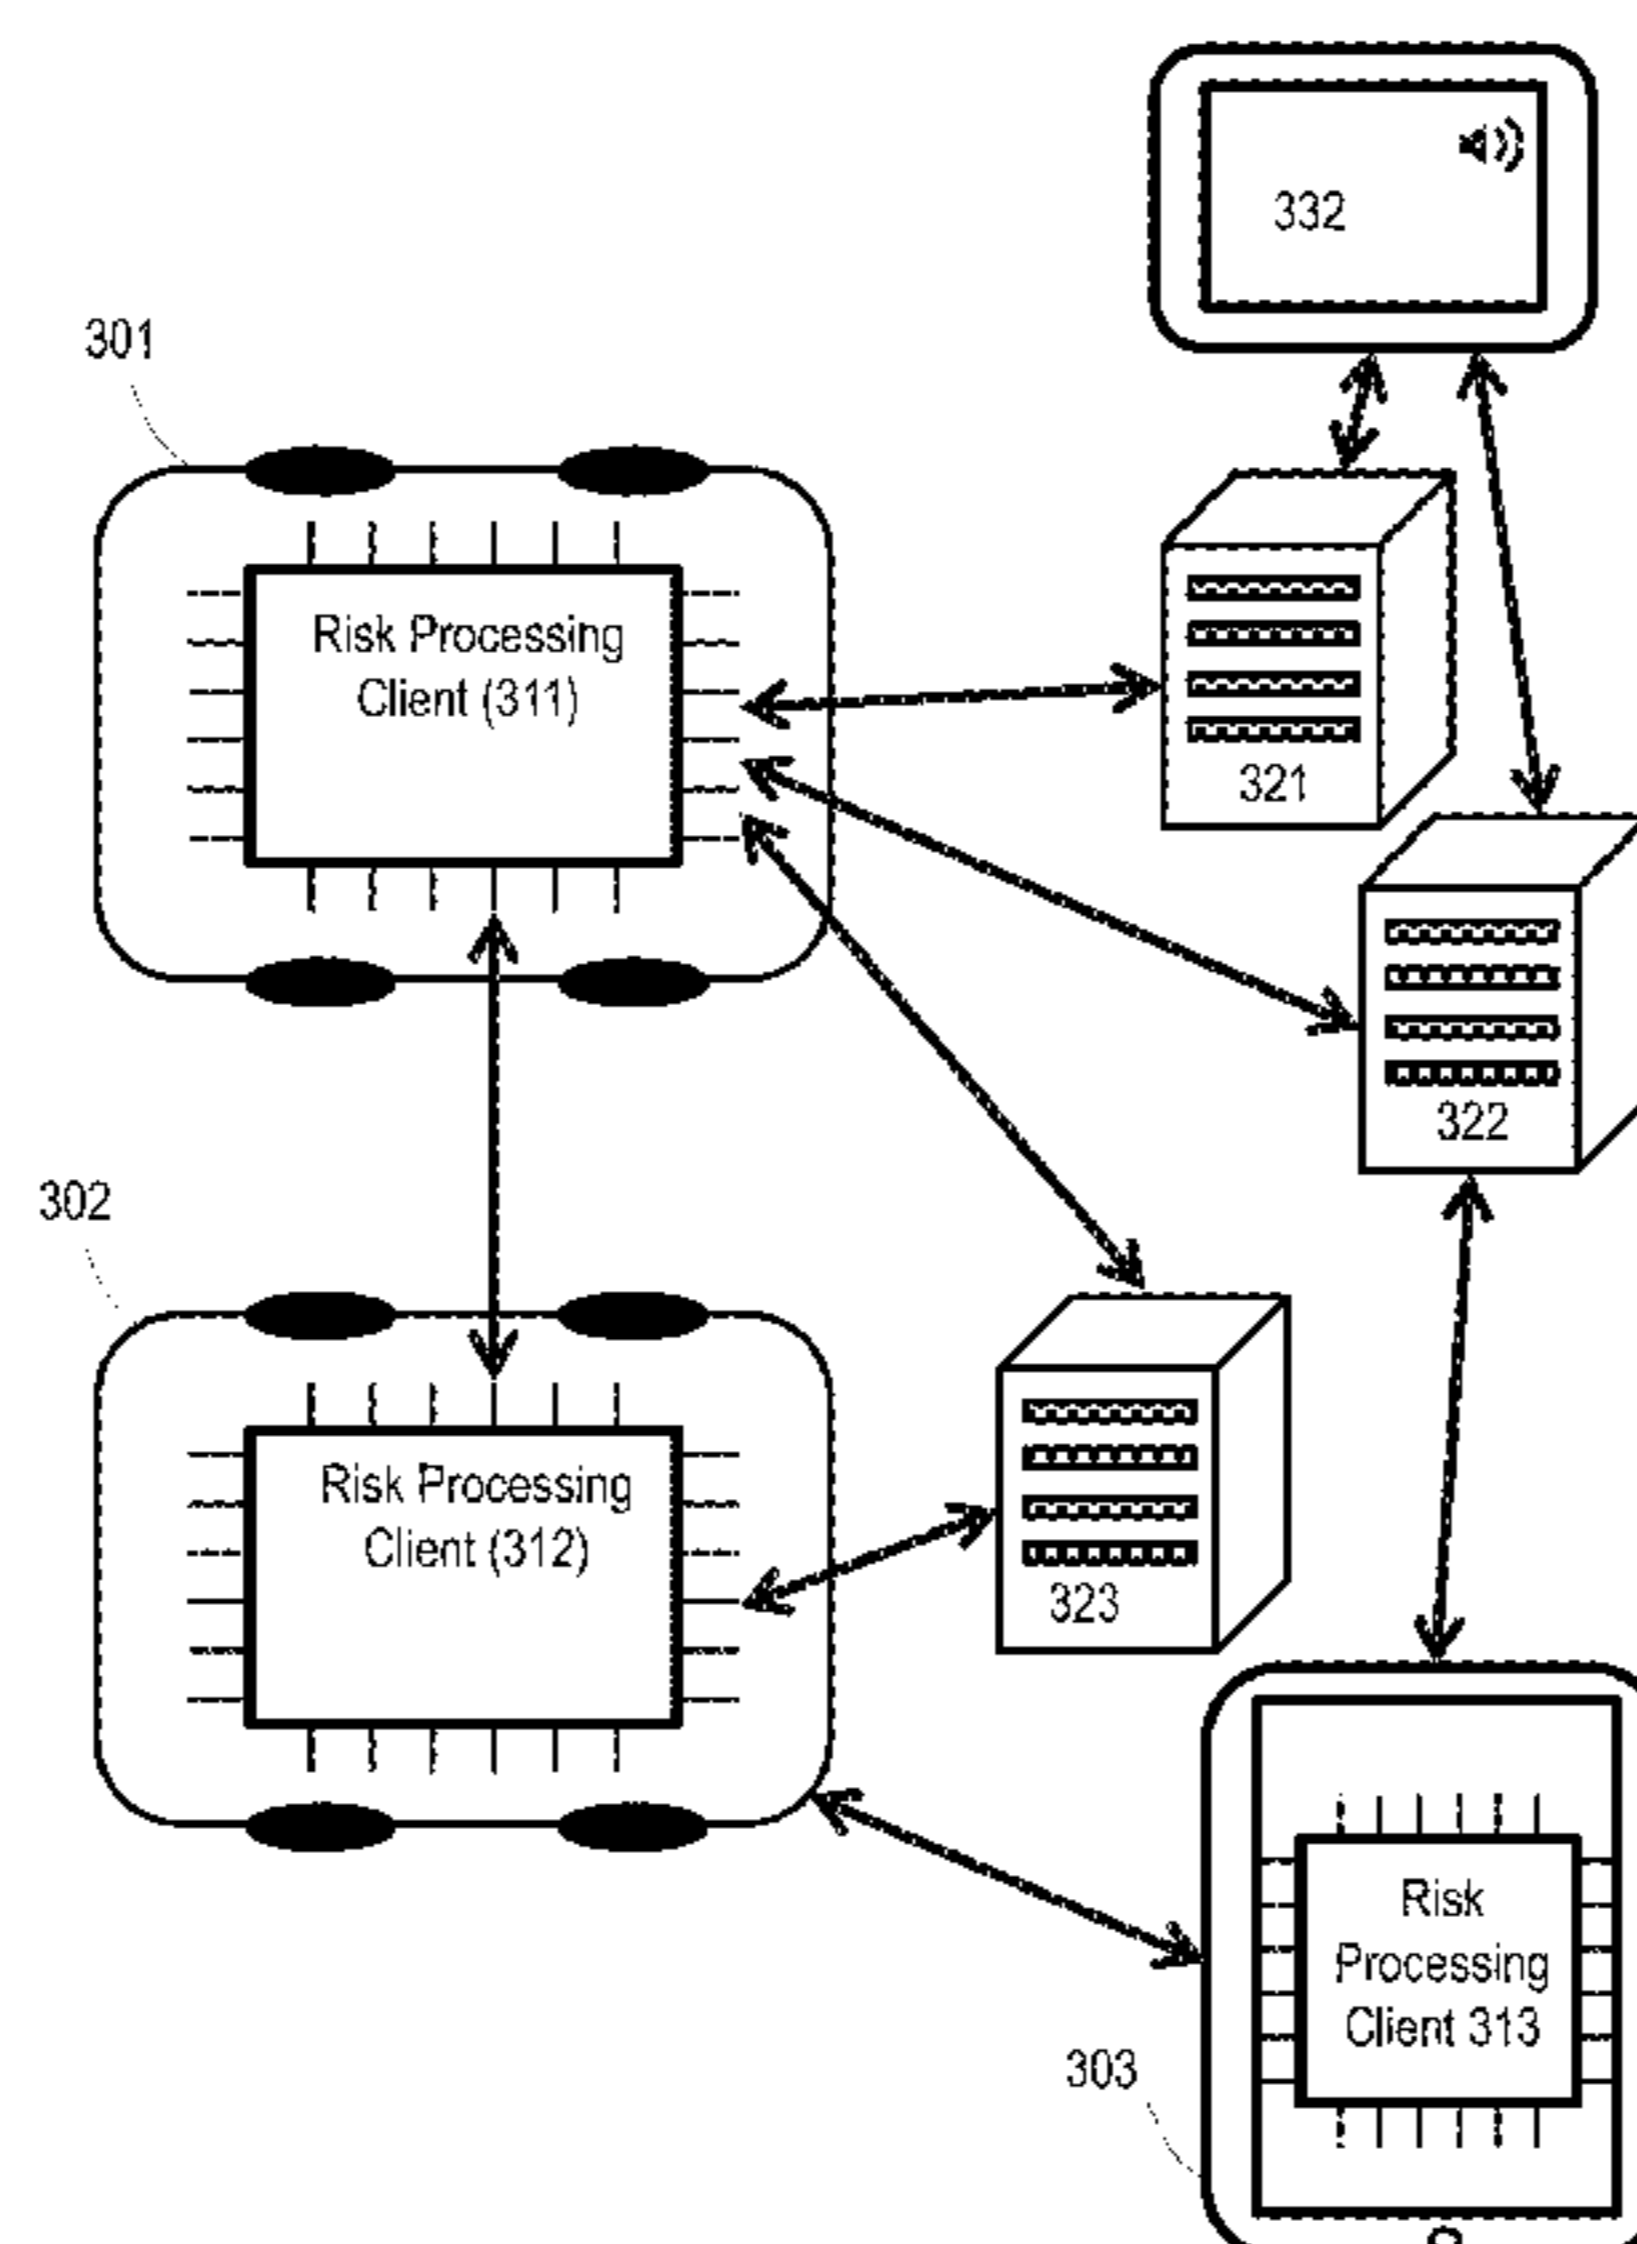 332
301
Risk Processing
Client (311)
321
322
302
Risk Processing
Client (312)
323
Risk
Processing
Client 313
303